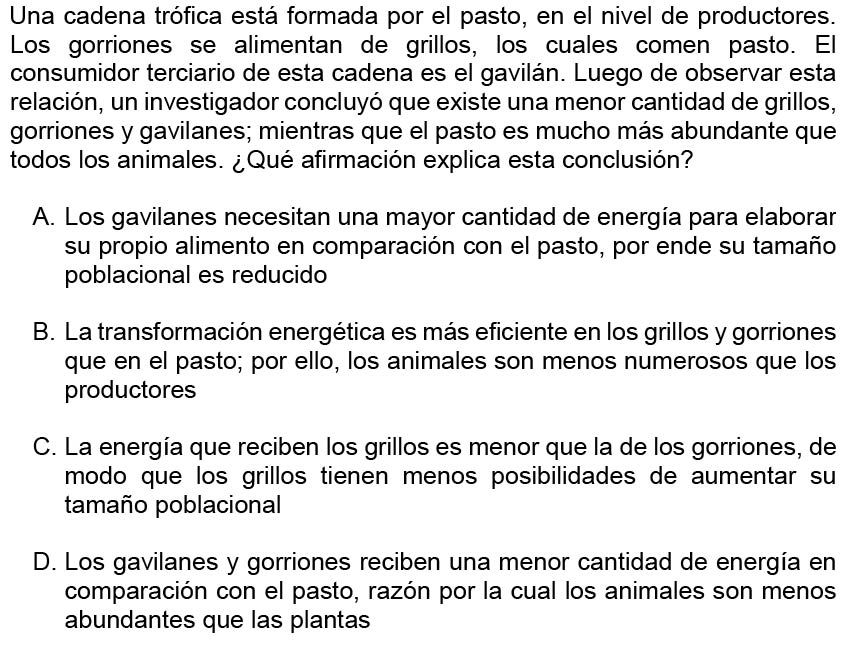 Una cadena trófica está formada por el pasto, en el nivel de productores.
Los gorriones se alimentan de grillos, los cuales comen pasto. El
consumidor terciario de esta cadena es el gavilán. Luego de observar esta
relación, un investigador concluyó que existe una menor cantidad de grillos,
gorriones y gavilanes; mientras que el pasto es mucho más abundante que
todos los animales. ¿Qué afirmación explica esta conclusión?
A. Los gavilanes necesitan una mayor cantidad de energía para elaborar
su propio alimento en comparación con el pasto, por ende su tamaño
poblacional es reducido
B. La transformación energética es más eficiente en los grillos y gorriones
que en el pasto; por ello, los animales son menos numerosos que los
productores
C. La energía que reciben los grillos es menor que la de los gorriones, de
modo que los grillos tienen menos posibilidades de aumentar su
tamaño poblacional
D. Los gavilanes y gorriones reciben una menor cantidad de energía en
comparación con el pasto, razón por la cual los animales son menos
abundantes que las plantas